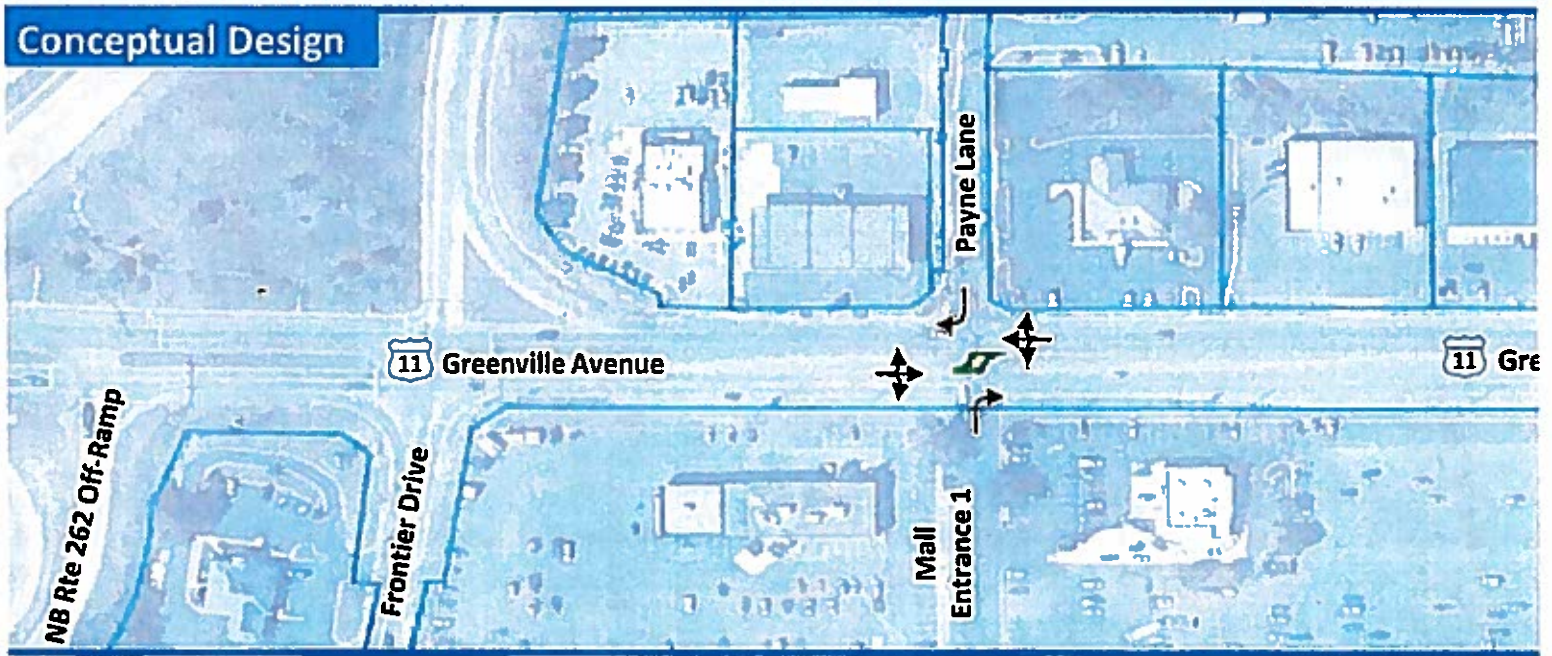 Conceptual Design
Payne Lane
11 Greenville Avenue
11 Gre
NB Rte 262 Off-Ramp
Frontier Drive
Mall
Entrance 1